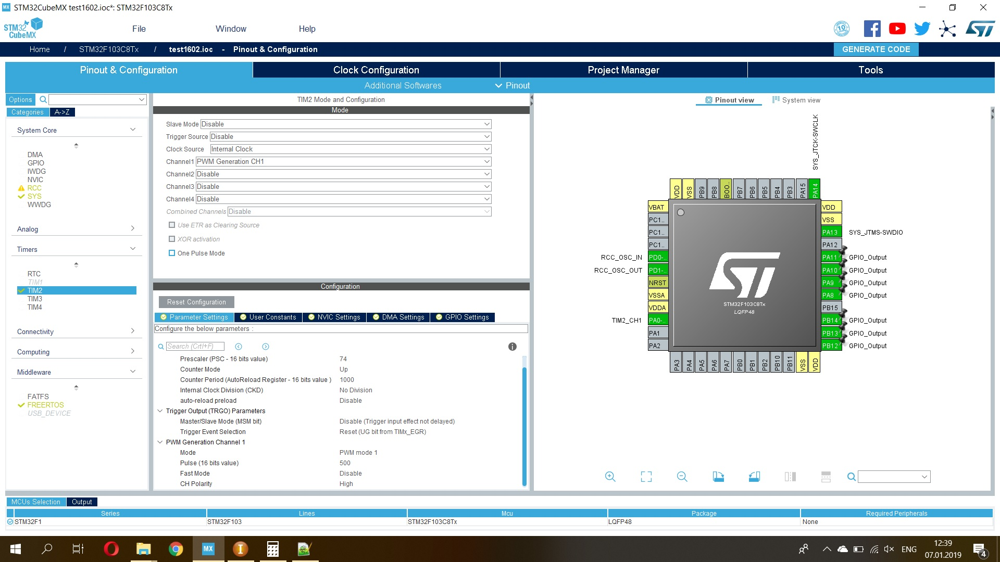 MX STM32CubeMX test1602.ioc*: STM32F103C8Tx
STM32 CubeMX
File Window Help
10
Home / STM32F103C8Tx / test1602.ioc - Pinout & Configuration
GENERATE CODE
Pinout & Configuration Clock Configuration Project Manager Tools
Additional Softwares Pinout
Options
Categories A->Z
System Core
DMA
GPIO
IWDG
NVIC
RCC
SYS
WWDG
Analog
Timers
RTC
TIM1
TIM2
TIM3
TIM4
Connectivity
Computing
Middleware
FATFS
FREERTOS
USB_DEVICE
TIM2 Mode and Configuration
Mode
Slave Mode Disable
Trigger Source Disable
Clock Source Internal Clock
Channel1 PWM Generation CH1
Channel2 Disable
Channel3 Disable
Channel4 Disable
Combined Channels Disable
Use ETR as Clearing Source
XOR activation
One Pulse Mode
Configuration
Reset Configuration
Parameter Settings User Constants NVIC Settings DMA Settings GPIO Settings
Configure the below parameters :
Search (CrtI+F)
Prescaler (PSC - 16 bits value) 74
Counter Mode Up
Counter Period (AutoReload Register - 16 bits value ) 1000
Internal Clock Division (CKD) No Division
auto-reload preload Disable
Trigger Output (TRGO) Parameters
Master/Slave Mode (MSM bit) Disable (Trigger input effect not delayed)
Trigger Event Selection Reset (UG bit from TIMx_EGR)
PWM Generation Channel 1
Mode PWM mode 1
Pulse (16 bits value) 500
Fast Mode Disable
CH Polarity High
Pinout view System view
SYS_JTCK-SWCLK
VDD VSS PB9 PB8 BOO.. PB7 PB6 PB5 PB4 PB3 PA15 PA14
VBAT VDD
PC1.. VSS
PC1.. PA13 SYS_JTMS-SWDIO
PC1.. PA12
RCC_OSC_IN PD0-.. PA11 GPIO_Output
RCC_OSC_OUT PD1-.. PA10 GPIO_Output
NRST PA9 GPIO_Output
VSSA PA8 GPIO_Output
VDDA PB15
TIM2_CH1 PA0-.. PB14 GPIO_Output
PA1 PB13 GPIO_Output
PA2 PB12 GPIO_Output
ST
STM32F103C8Tx
LQFP48
PA3 PA4 PA5 PA6 PA7 PB0 PB1 PB2 PB10 PB11 VSS VDD
MCUs Selection Output
Series Lines Mcu Package Required Peripherals
STM32F1 STM32F103 STM32F103C8Tx LQFP48 None
MX
ENG
12:39
07.01.2019
4